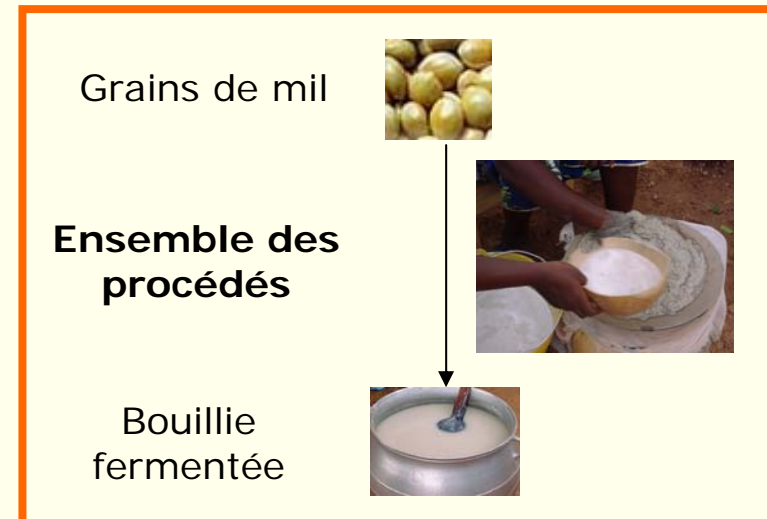 Grains de mil
Ensemble des
procédés
Bouillie
fermentée